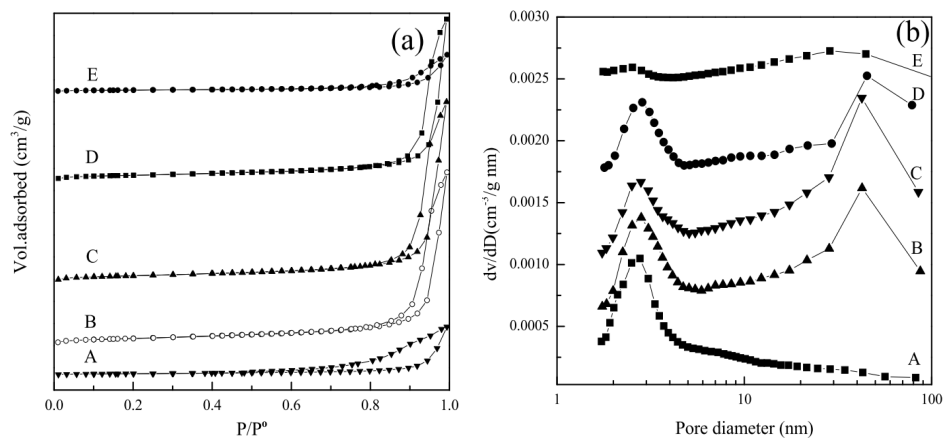 (a)
E
D
C
B
A
Vol.adsorbed (cm³/g)
0.0 0.2 0.4 0.6 0.8 1.0
P/P⁰
(b)
0.0030
0.0025
0.0020
0.0015
0.0010
0.0005
dv/dD(cm⁻³/g nm)
E
D
C
B
A
1 10 100
Pore diameter (nm)